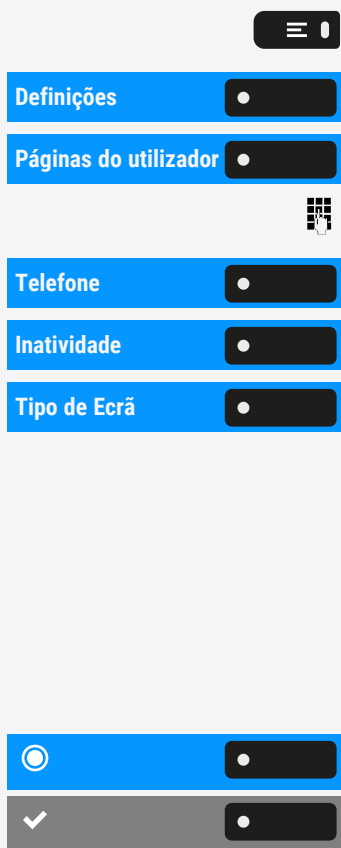 Definições
Páginas do utilizador
Telefone
Inatividade
Tipo de Ecrã